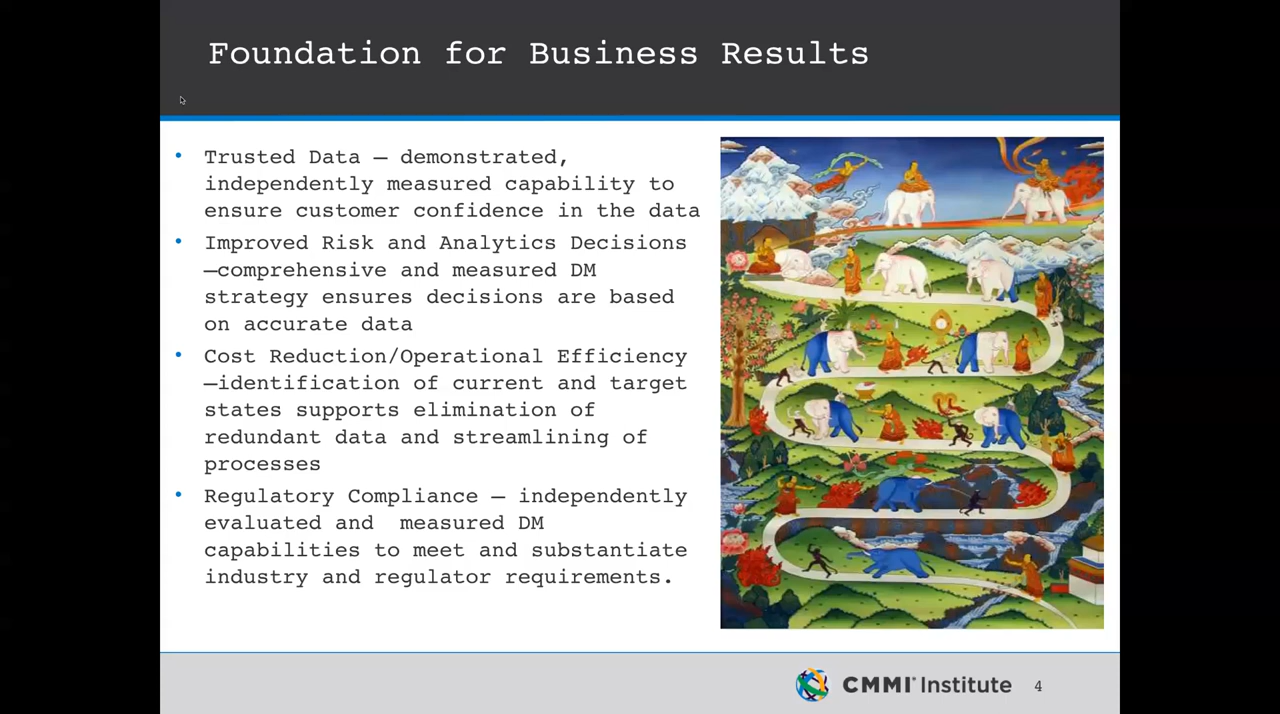 Foundation for Business Results
• Trusted Data – demonstrated,
independently measured capability to
ensure customer confidence in the data
• Improved Risk and Analytics Decisions
–comprehensive and measured DM
strategy ensures decisions are based
on accurate data
• Cost Reduction/Operational Efficiency
–identification of current and target
states supports elimination of
redundant data and streamlining of
processes
• Regulatory Compliance – independently
evaluated and  measured DM
capabilities to meet and substantiate
industry and regulator requirements.
CMMI® Institute
4